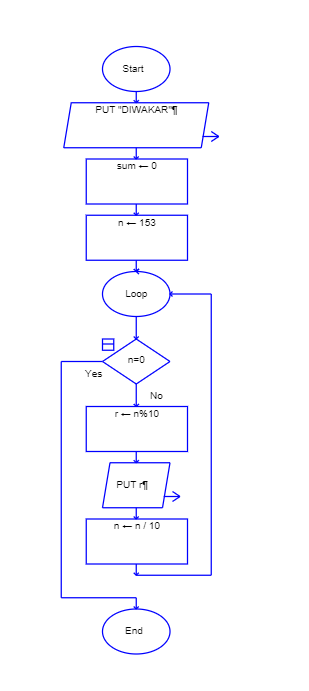 Start
PUT "DIWAKAR"¶
sum ← 0
n ← 153
Loop
n=0
Yes
No
r ← n%10
PUT r¶
n ← n / 10
End